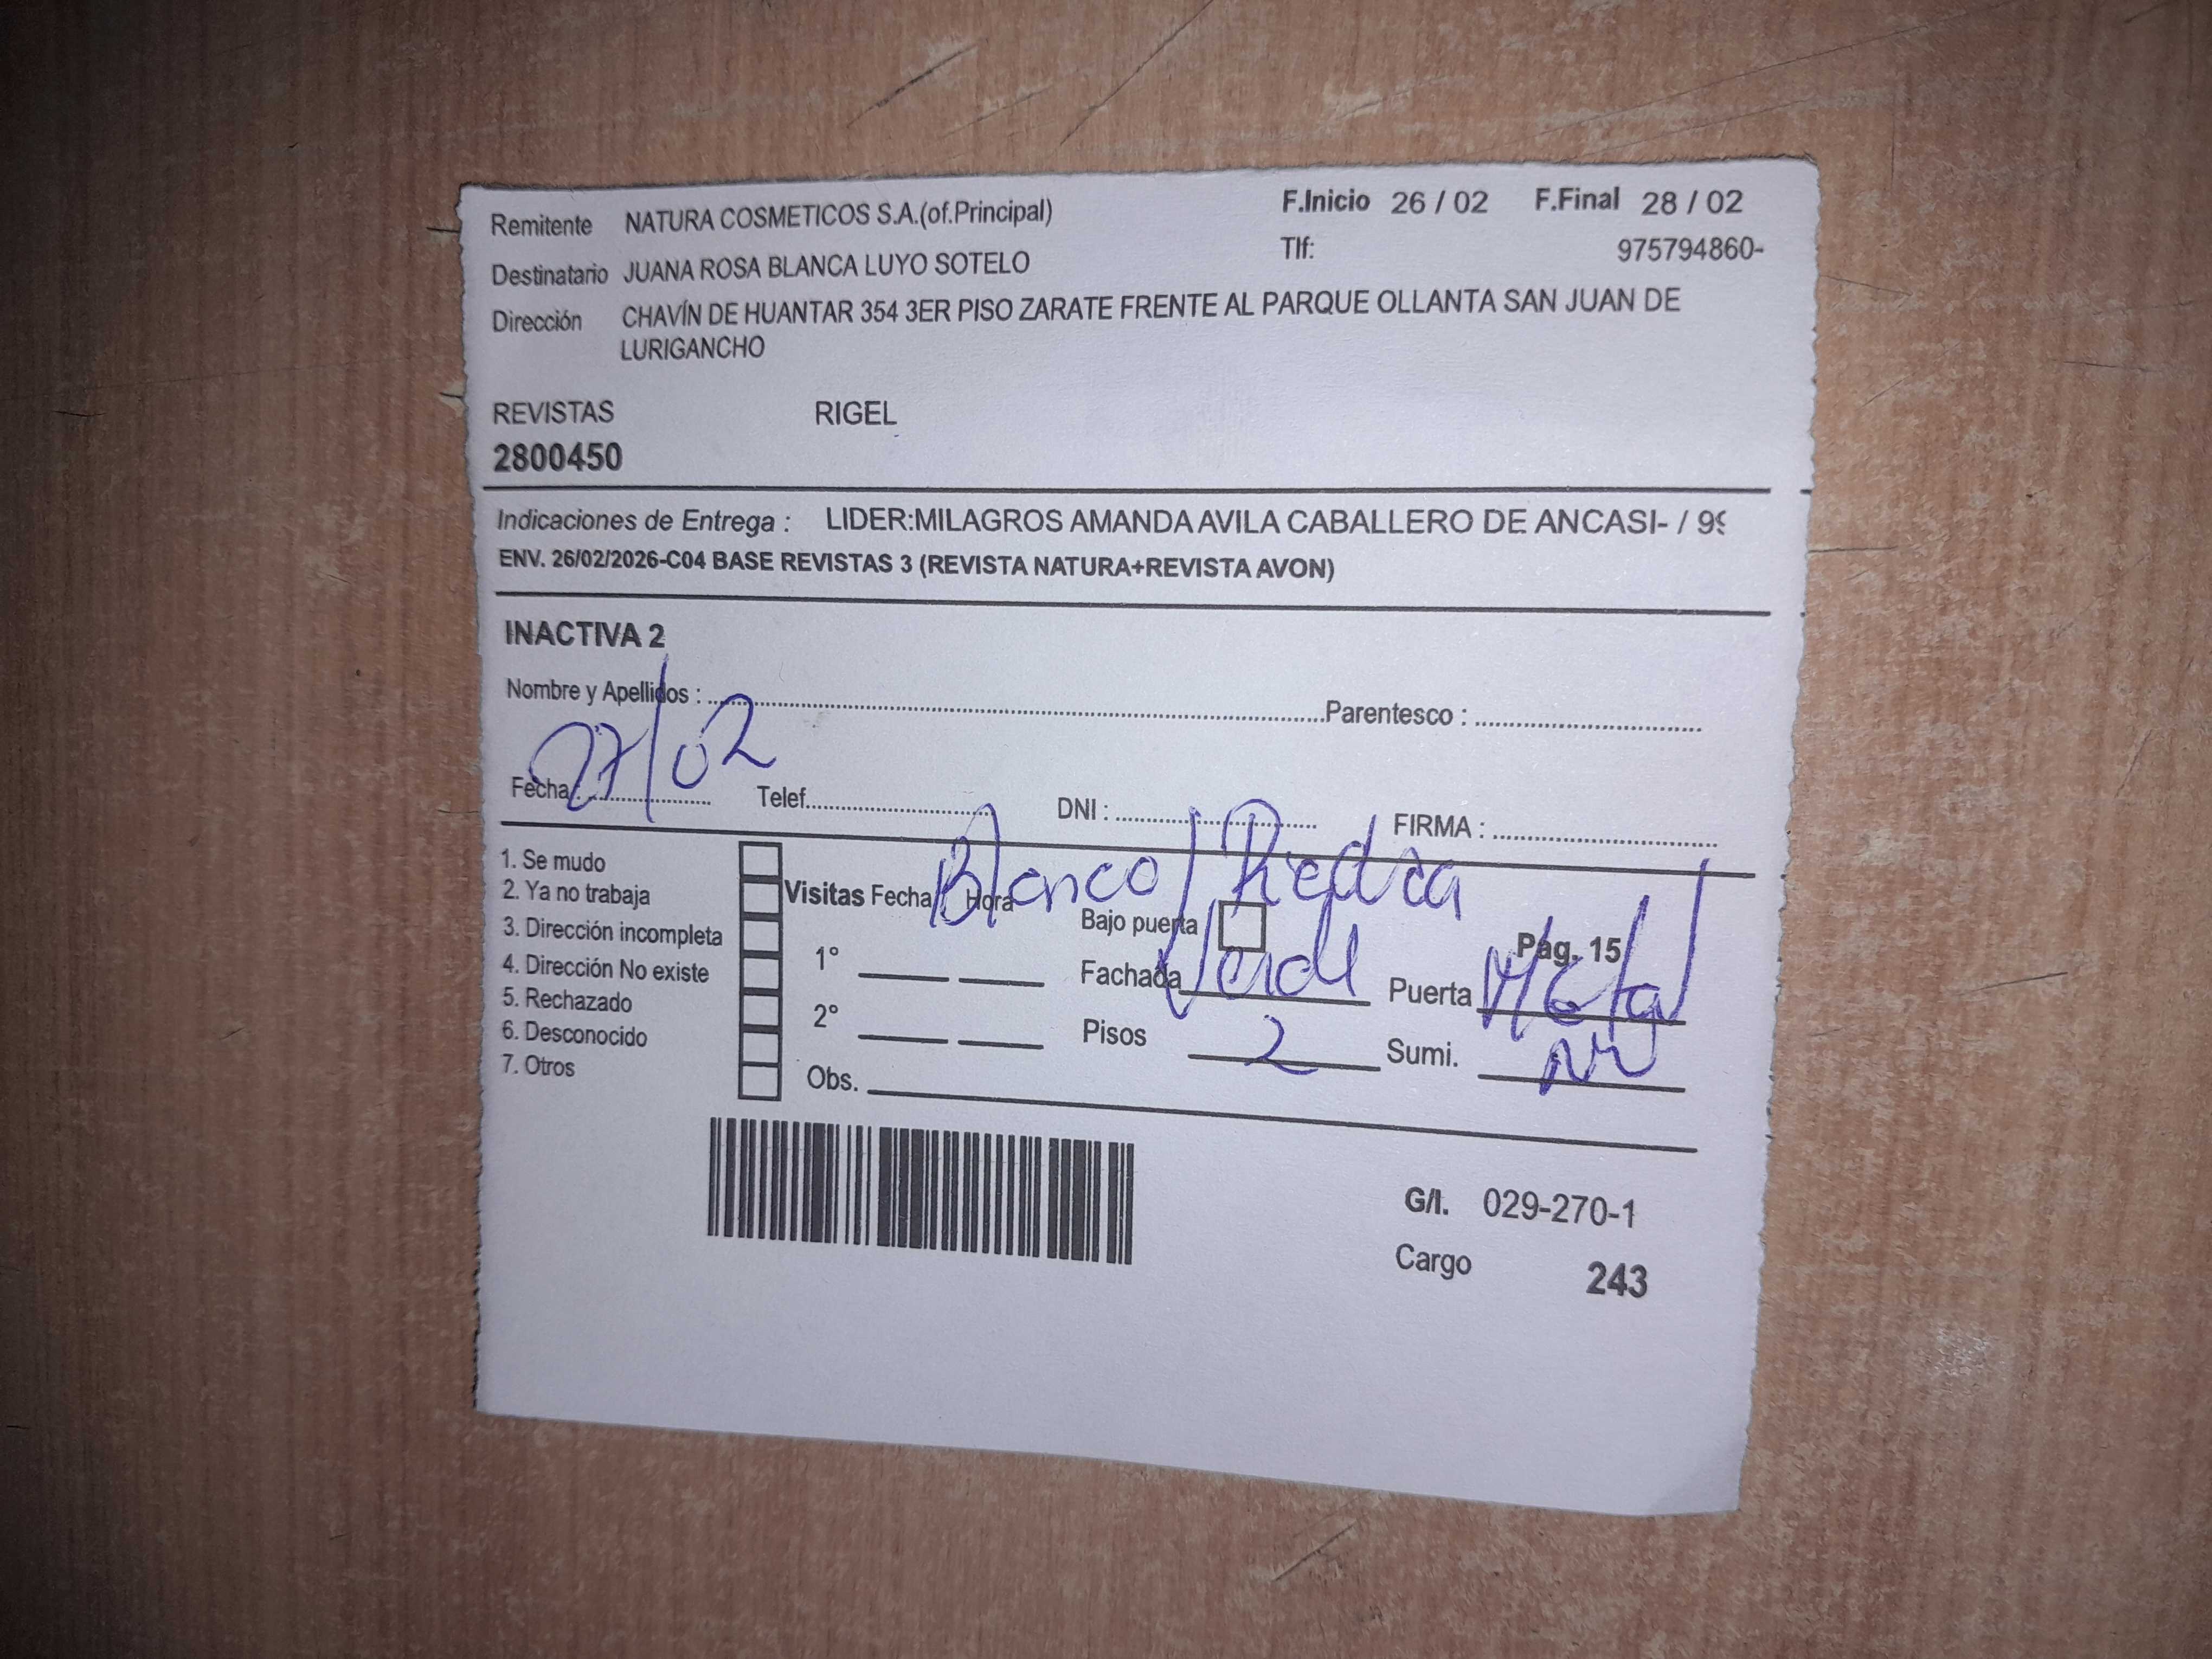 Remitente NATURA COSMETICOS S.A.(of.Principal) F.Inicio 26 / 02 F.Final 28 / 02
Destinatario JUANA ROSA BLANCA LUYO SOTELO Tlf: 975794860-
Dirección CHAVÍN DE HUANTAR 354 3ER PISO ZARATE FRENTE AL PARQUE OLLANTA SAN JUAN DE
LURIGANCHO
REVISTAS RIGEL
2800450
Indicaciones de Entrega : LIDER:MILAGROS AMANDA AVILA CABALLERO DE ANCASI- / 99
ENV. 26/02/2026-C04 BASE REVISTAS 3 (REVISTA NATURA+REVISTA AVON)
INACTIVA 2
Nombre y Apellidos : Parentesco :
Fecha : 27/02 Telef. DNI : FIRMA :
1. Se mudo
2. Ya no trabaja
3. Dirección incompleta
4. Dirección No existe
5. Rechazado
6. Desconocido
7. Otros
Blanco/Piedra
Visitas Fecha Hora Bajo puerta Pag. 15
1° Fachada Verde Puerta Metal
2° Pisos 2 Sumi.
Obs.
G/I. 029-270-1
Cargo 243